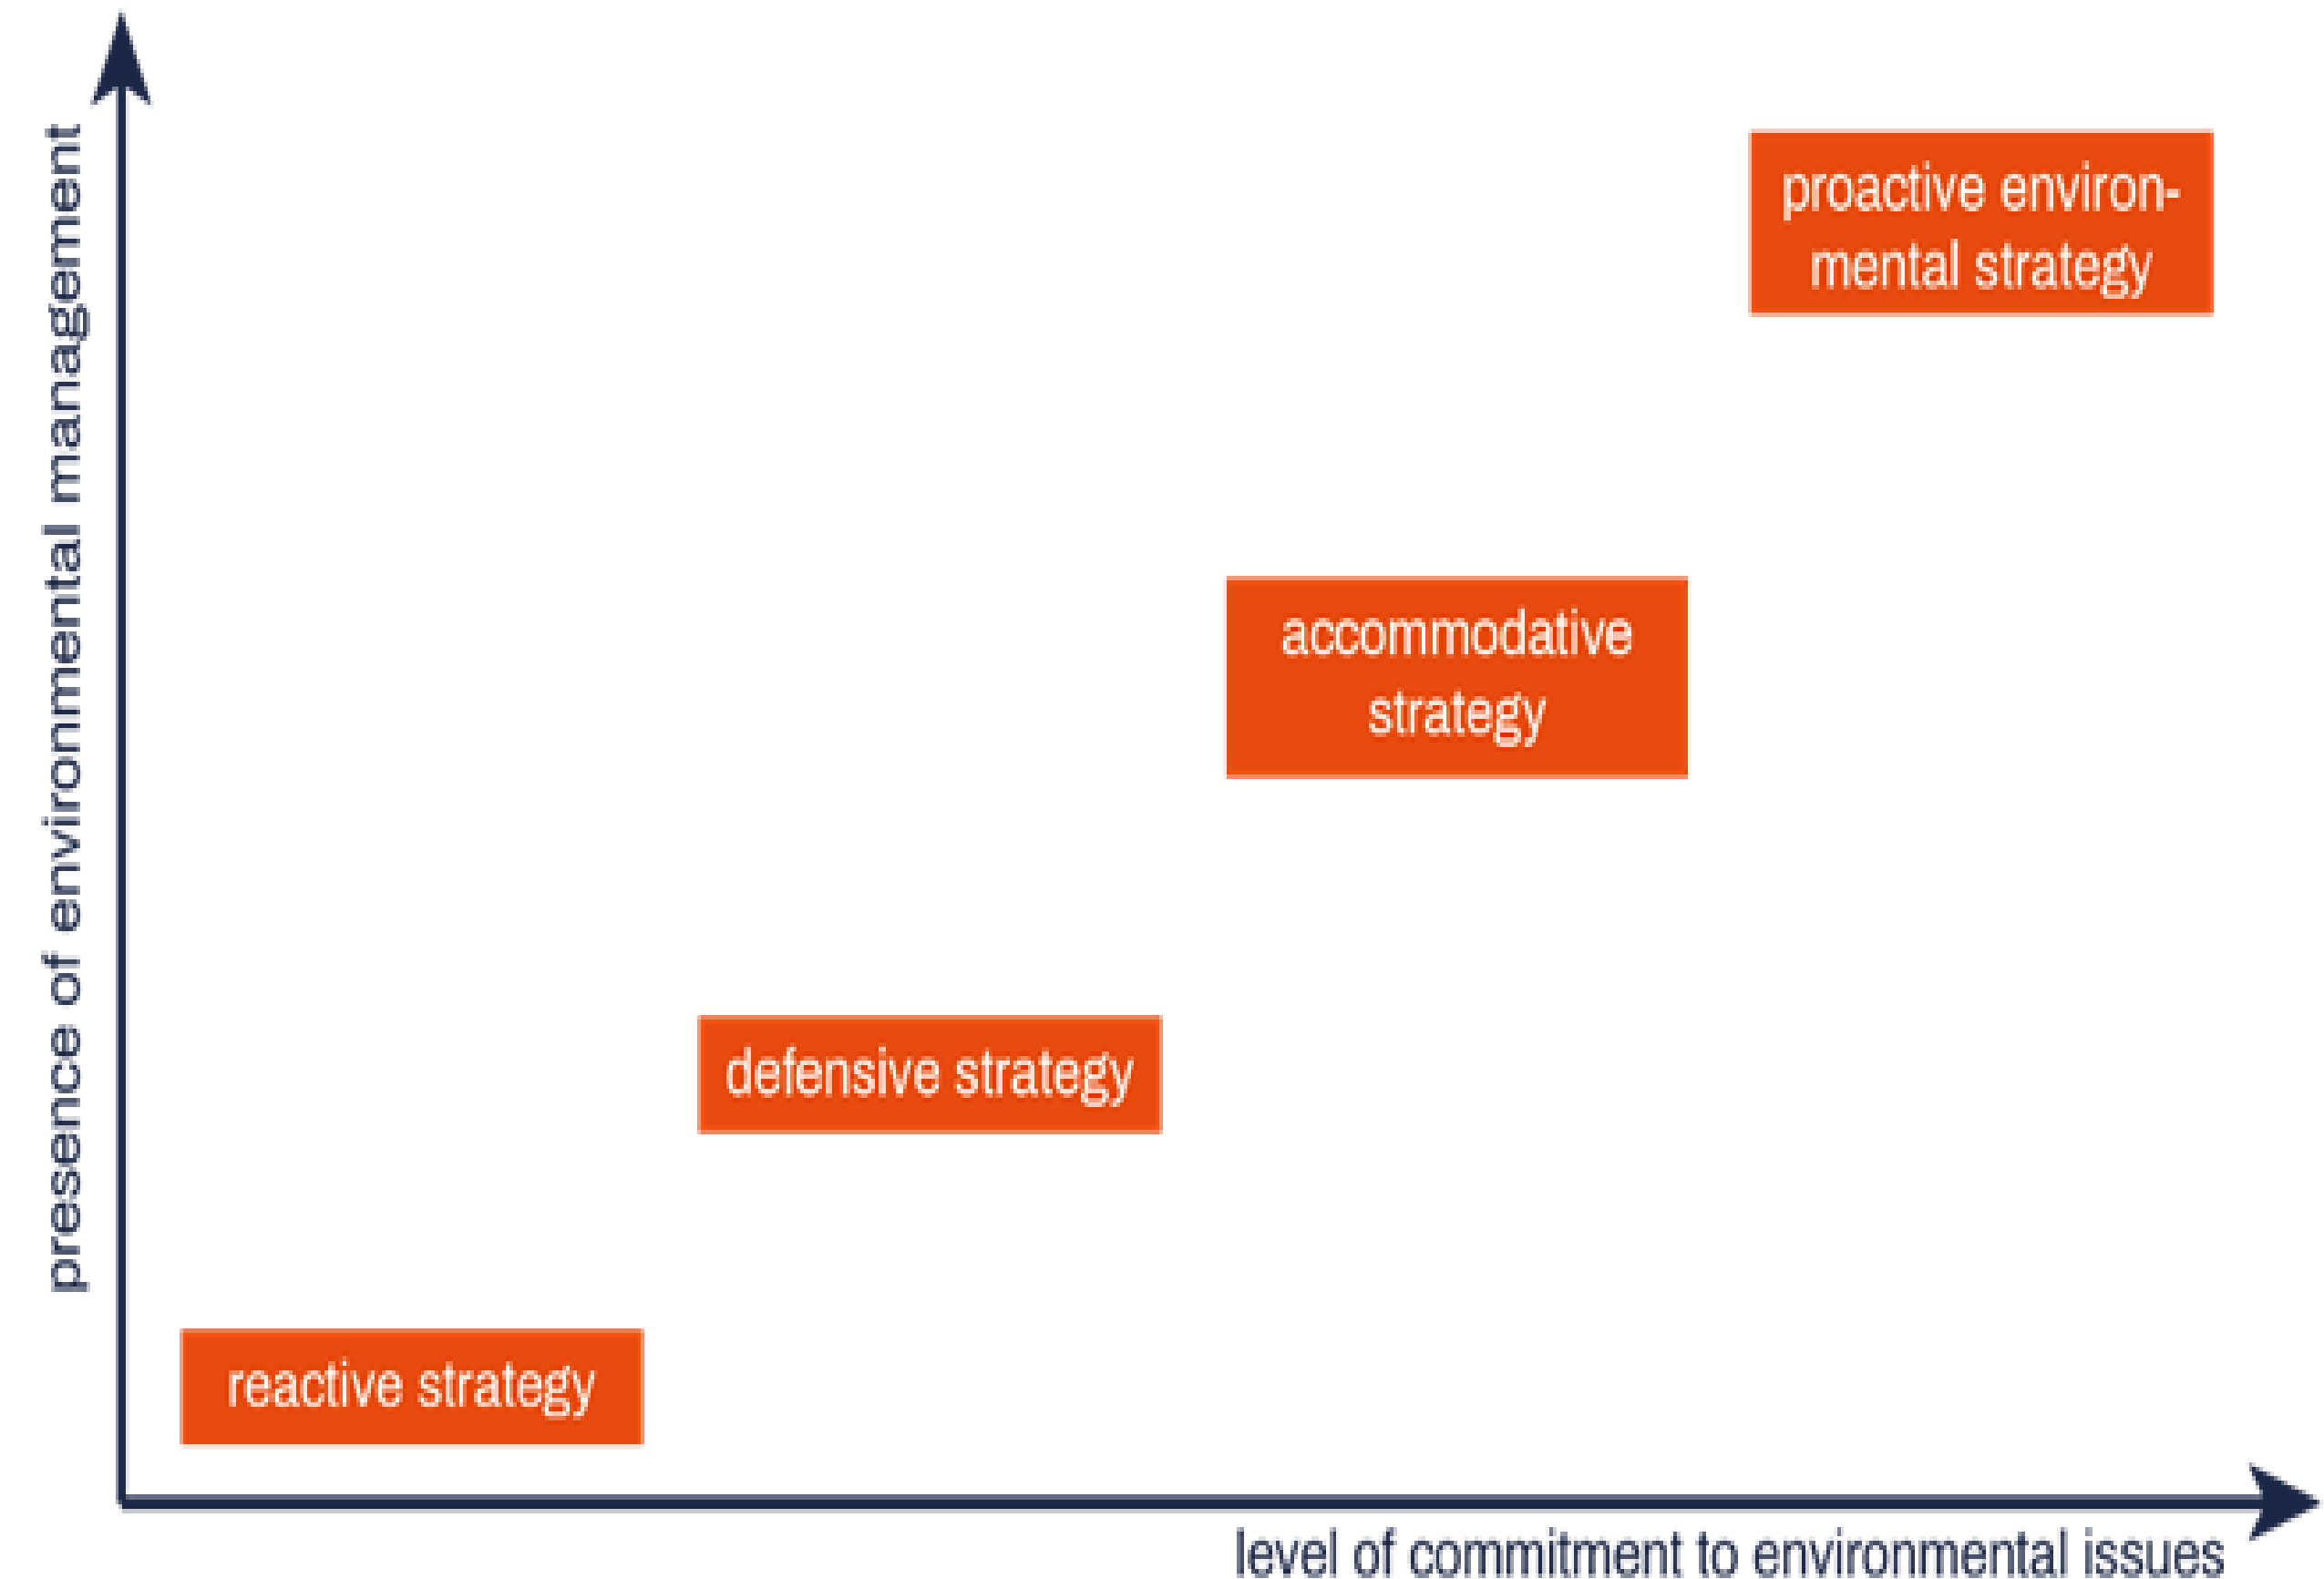 presence of environmental management
proactive environ-
mental strategy
accommodative
strategy
defensive strategy
reactive strategy
level of commitment to environmental issues